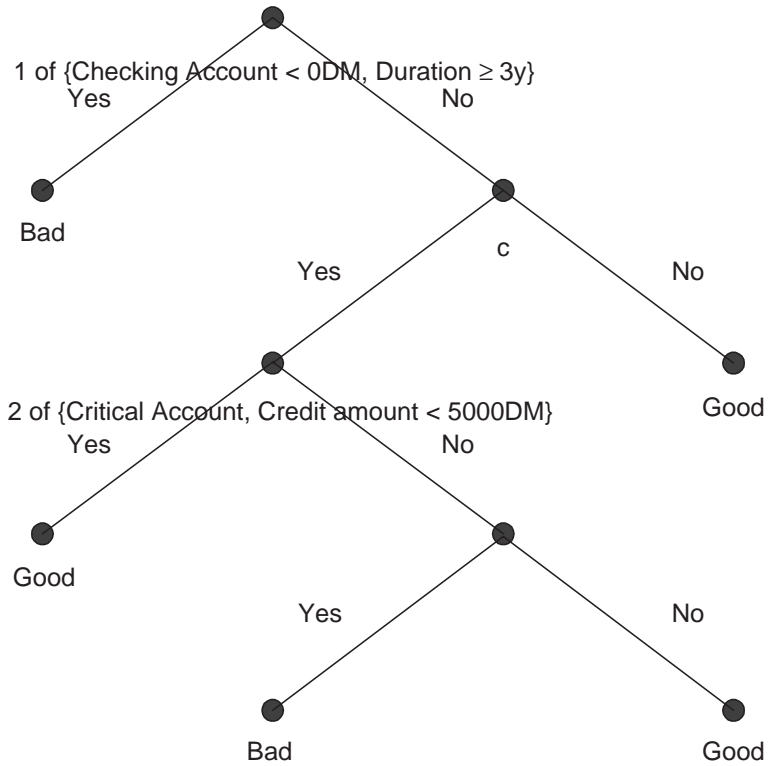 1 of {Checking Account < 0DM, Duration ≥ 3y}
Yes No
Bad
c
Yes No
Good
2 of {Critical Account, Credit amount < 5000DM}
Yes No
Good
Yes No
Bad Good